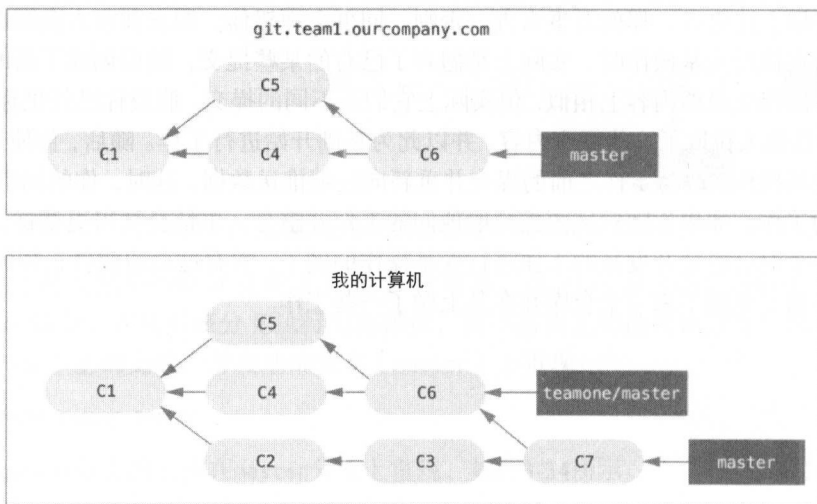 git.team1.ourcompany.com
C5
C1
C4
C6
master
我的计算机
C5
C1
C4
C6
teamone/master
C2
C3
C7
master